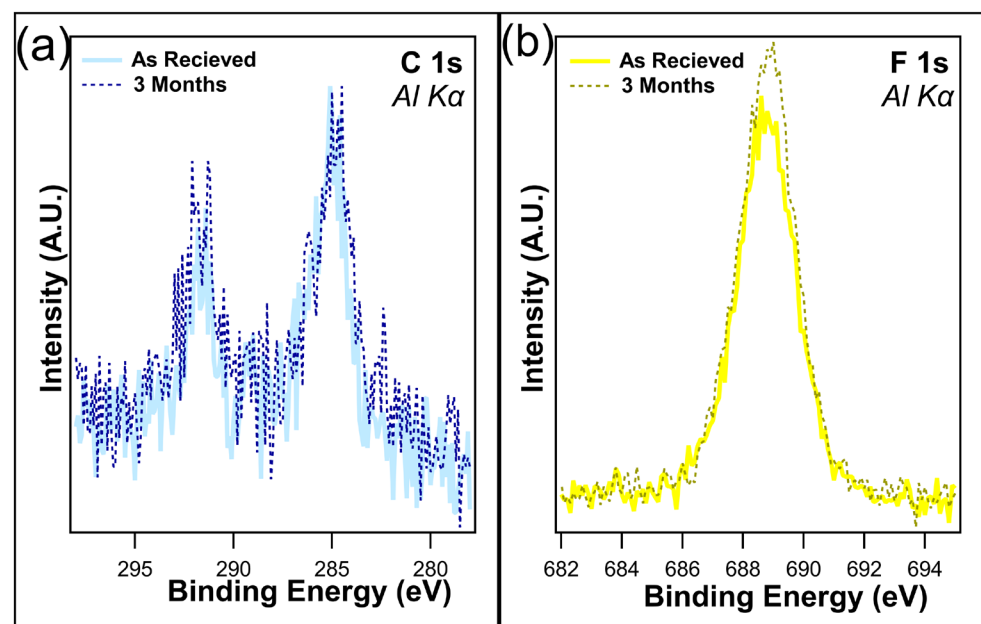 (a)
As Recieved
3 Months
C 1s
Al Kα
Intensity (A.U.)
295 290 285 280
Binding Energy (eV)
(b)
As Recieved
3 Months
F 1s
Al Kα
Intensity (A.U.)
682 684 686 688 690 692 694
Binding Energy (eV)